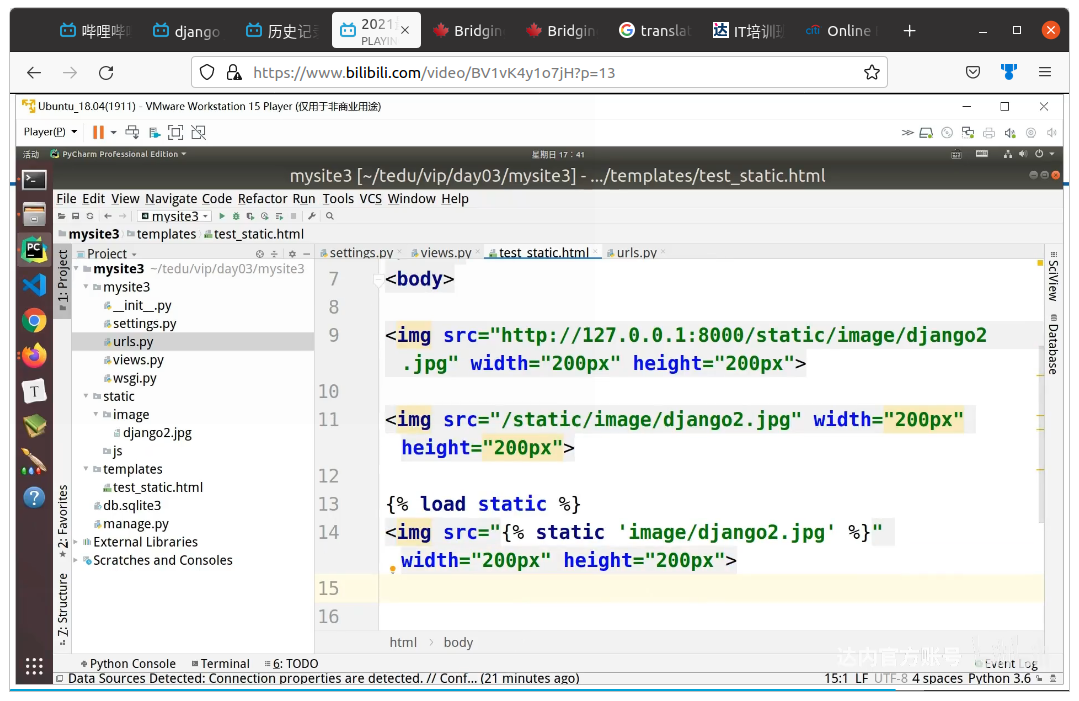 哔哩哔哩
django
历史记录
2021
PLAYIN
Bridgin
Bridgin
translat
达 IT培训班
citi Online
https://www.bilibili.com/video/BV1vK4y1o7jH?p=13
Ubuntu_18.04(1911) - VMware Workstation 15 Player (仅用于非商业用途)
Player(P)
活动 PyCharm Professional Edition 星期日 17：41
mysite3 [~/tedu/vip/day03/mysite3] - .../templates/test_static.html
File Edit View Navigate Code Refactor Run Tools VCS Window Help
mysite3
mysite3 templates test_static.html
Project
settings.py views.py test_static.html urls.py
1: Project
2: Favorites
Z: Structure
mysite3 ~/tedu/vip/day03/mysite3
mysite3
__init__.py
settings.py
urls.py
views.py
wsgi.py
static
image
django2.jpg
js
templates
test_static.html
db.sqlite3
manage.py
External Libraries
Scratches and Consoles
7 <body>
8
9 <img src="http://127.0.0.1:8000/static/image/django2
.jpg" width="200px" height="200px">
10
11 <img src="/static/image/django2.jpg" width="200px"
height="200px">
12
13 {% load static %}
14 <img src="{% static 'image/django2.jpg' %}"
width="200px" height="200px">
15
16
html body
SciView
Database
Python Console Terminal 6: TODO
达内官方账号
Event Log
Data Sources Detected: Connection properties are detected. // Conf... (21 minutes ago)
15:1 LF UTF-8 4 spaces Python 3.6